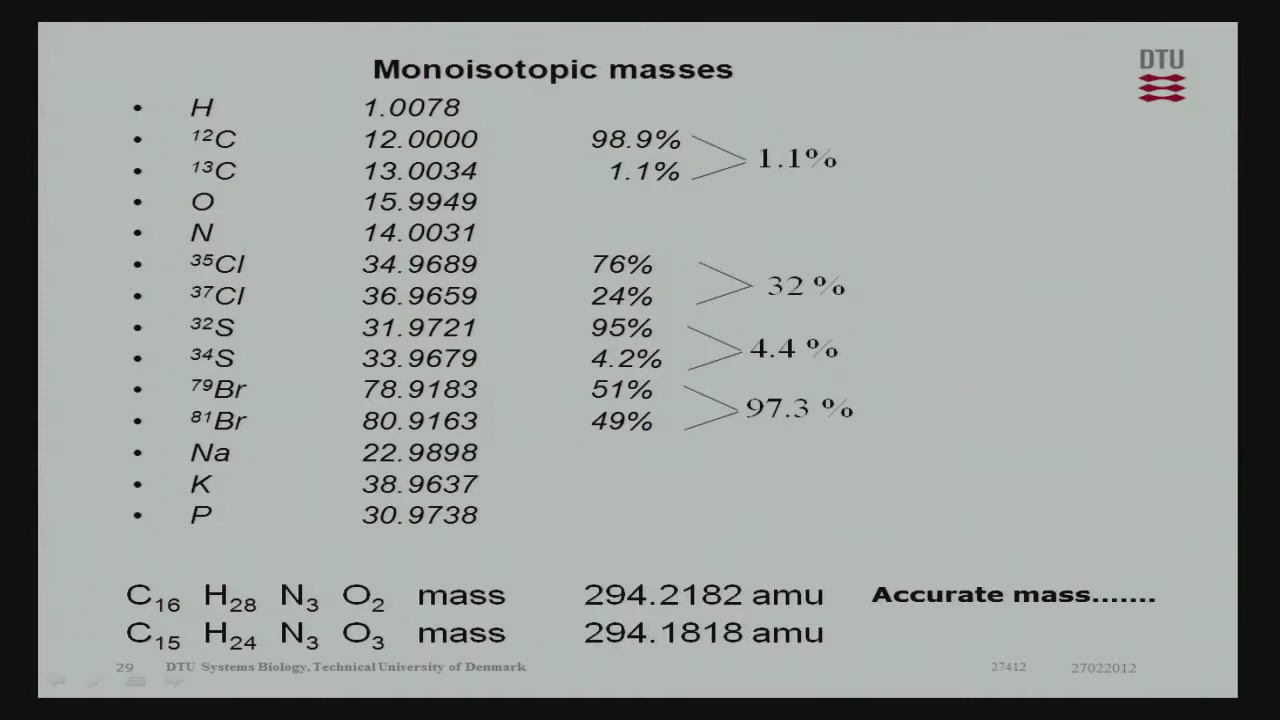 Monoisotopic masses
DTU
• H 1.0078
• ¹²C 12.0000 98.9%
1.1%
• ¹³C 13.0034 1.1%
• O 15.9949
• N 14.0031
• ³⁵Cl 34.9689 76%
32 %
• ³⁷Cl 36.9659 24%
• ³²S 31.9721 95%
4.4 %
• ³⁴S 33.9679 4.2%
• ⁷⁹Br 78.9183 51%
97.3 %
• ⁸¹Br 80.9163 49%
• Na 22.9898
• K 38.9637
• P 30.9738
C₁₆ H₂₈ N₃ O₂ mass 294.2182 amu Accurate mass.......
C₁₅ H₂₄ N₃ O₃ mass 294.1818 amu
29 DTU Systems Biology, Technical University of Denmark 27412 27022012